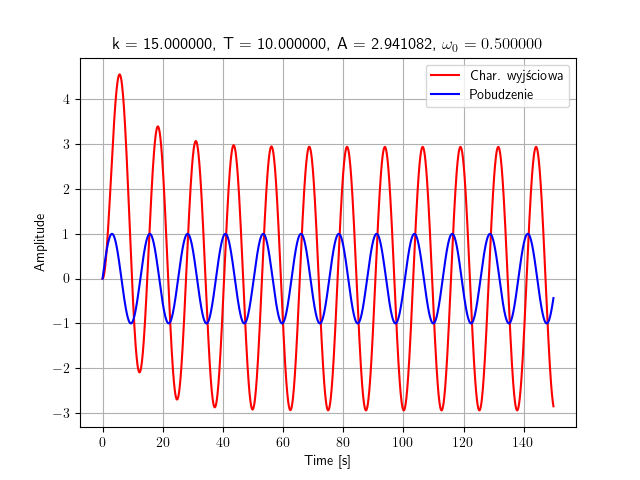 k = 15.000000, T = 10.000000, A = 2.941082, ω₀ = 0.500000
Char. wyjściowa
Pobudzenie
4
3
2
1
0
−1
−2
−3
Amplitude
0 20 40 60 80 100 120 140
Time [s]